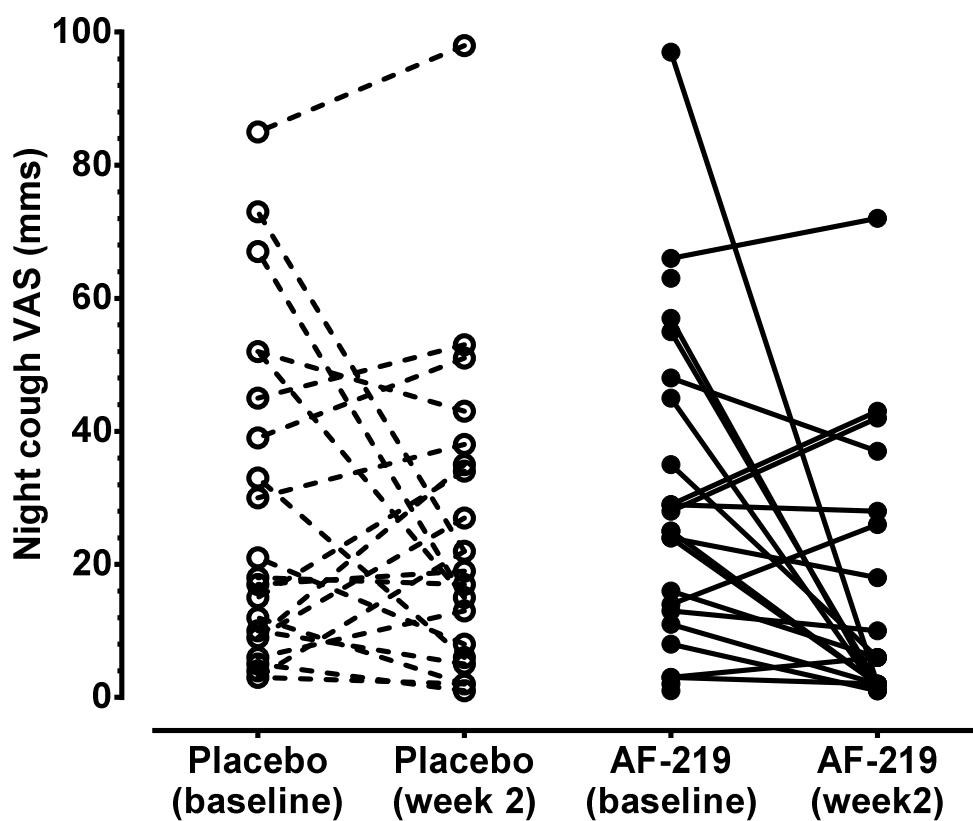 Night cough VAS (mms)
100
80
60
40
20
0
Placebo
(baseline)
Placebo
(week 2)
AF-219
(baseline)
AF-219
(week2)